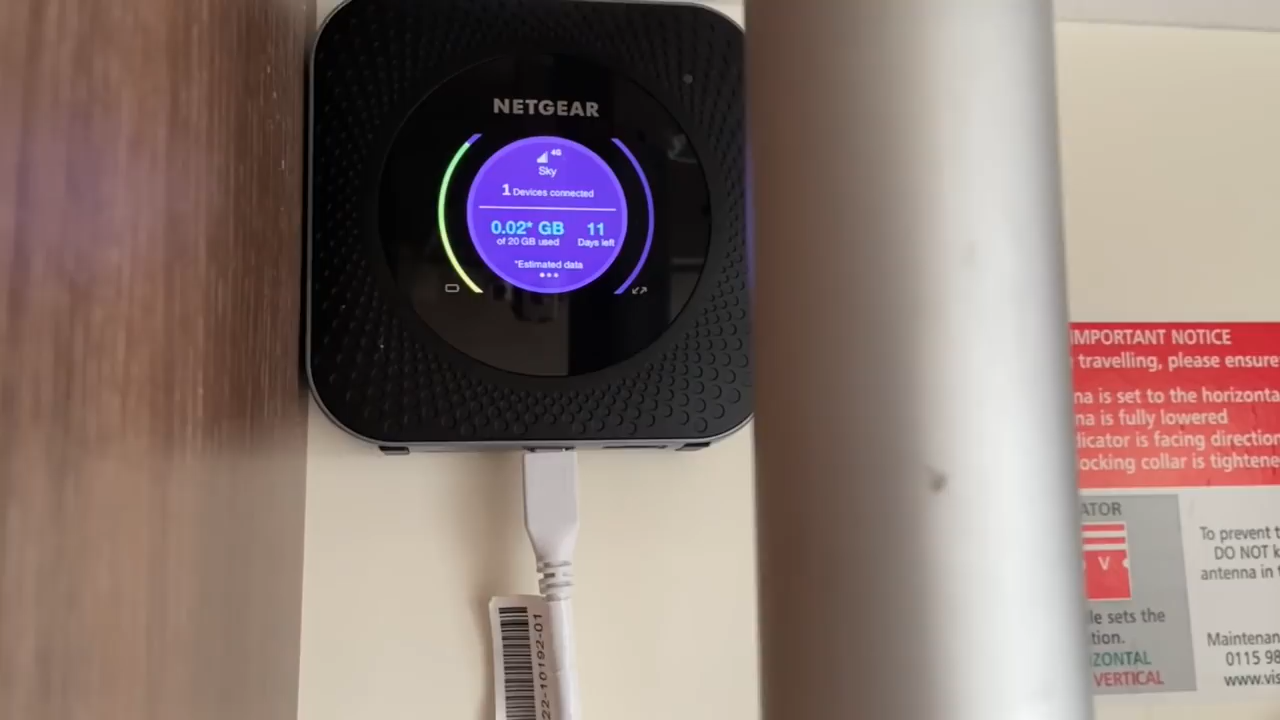 NETGEAR
4G
Sky
1 Devices connected
0.02* GB
of 20 GB used
11
Days left
*Estimated data
22-10192-01
IMPORTANT NOTICE
travelling, please ensure
na is set to the horizonta
na is fully lowered
dicator is facing direction
ocking collar is tightene
ATOR
V
le sets the
tion.
ZONTAL
VERTICAL
To prevent t
DO NOT k
antenna in t
Maintenan
0115 98
www.vis